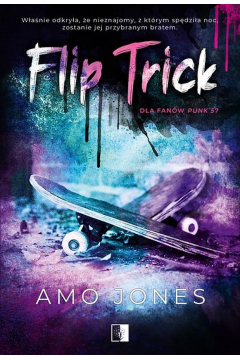 Właśnie odkryła, że nieznajomy, z którym spędziła noc,
zostanie jej przybranym bratem.
Flip Trick
DLA FANÓW PUNK 57
AMO JONES